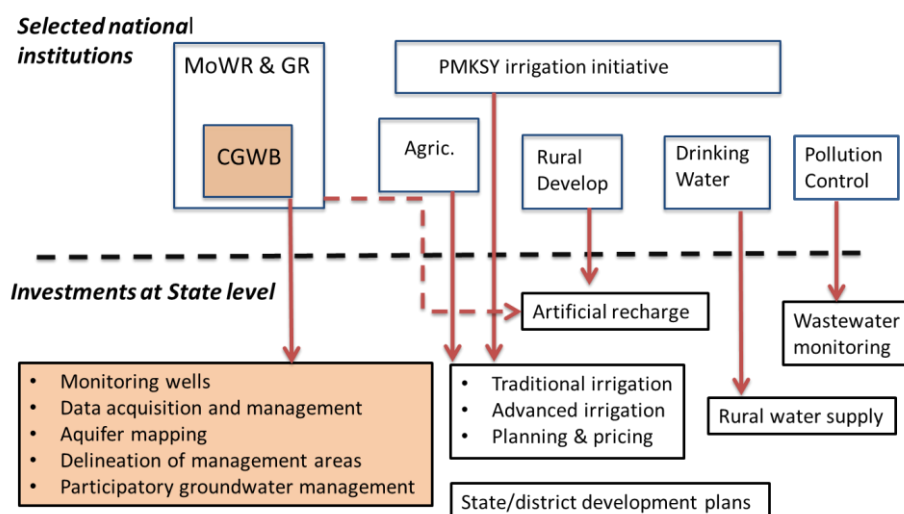 Selected national
institutions
MoWR & GR
CGWB
PMKSY irrigation initiative
Agric.
Rural
Develop
Drinking
Water
Pollution
Control
Investments at State level
Artificial recharge
Wastewater
monitoring
• Monitoring wells
• Data acquisition and management
• Aquifer mapping
• Delineation of management areas
• Participatory groundwater management
• Traditional irrigation
• Advanced irrigation
• Planning & pricing
Rural water supply
State/district development plans